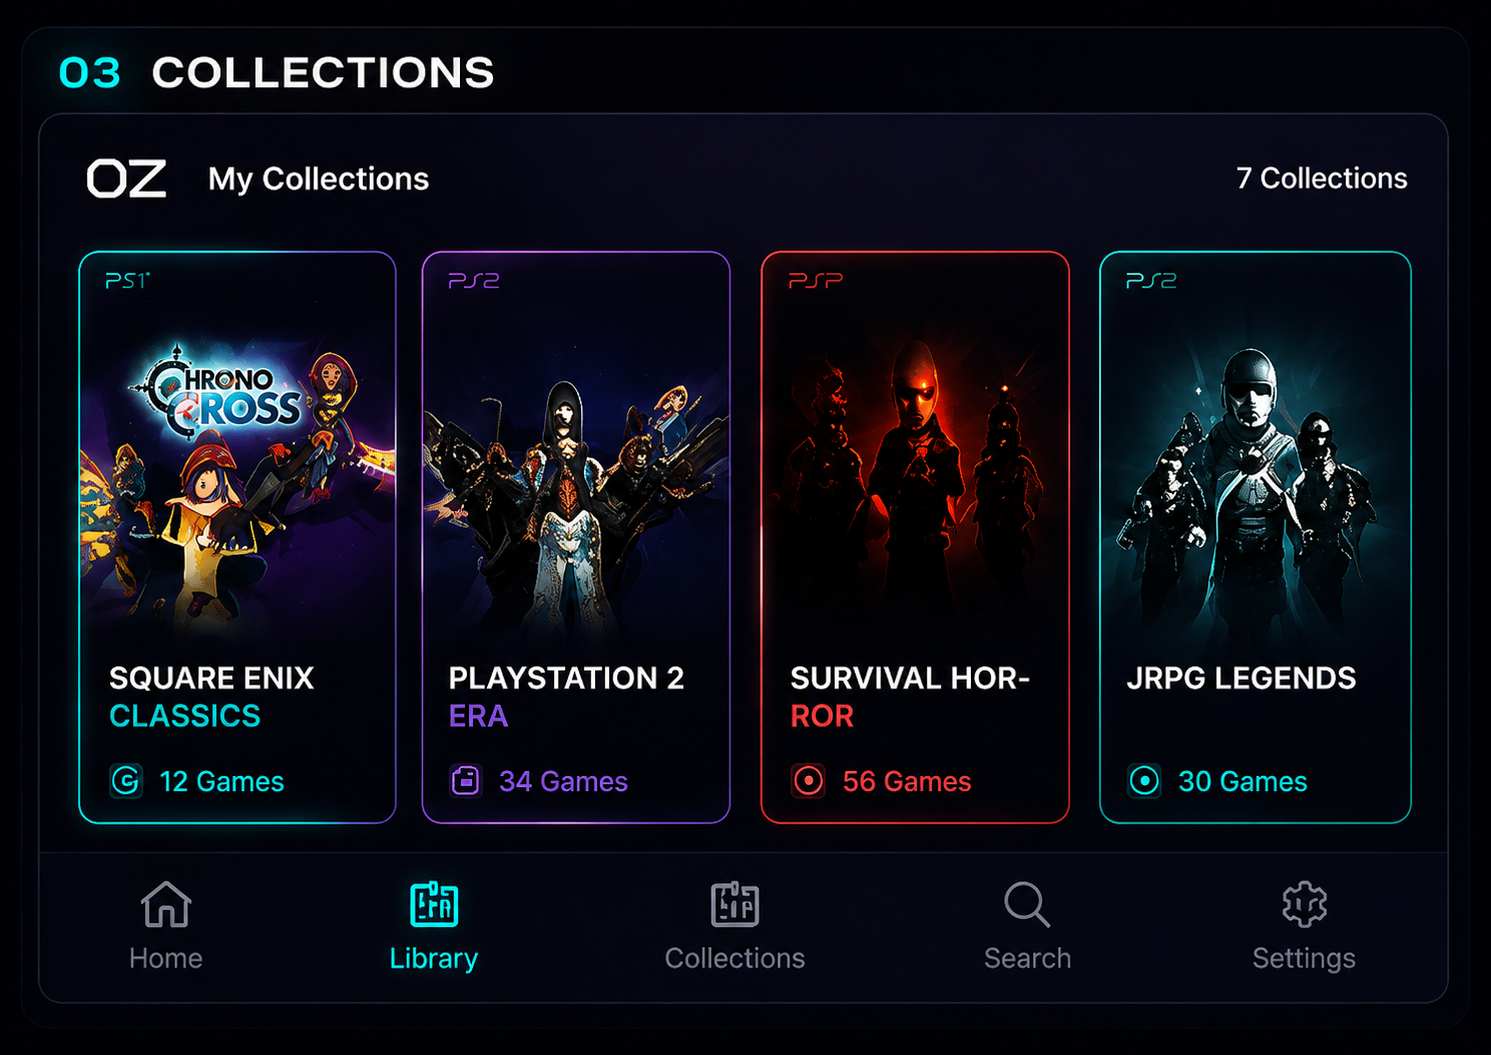 03 COLLECTIONS
OZ My Collections
7 Collections
PS1
CHRONO
CROSS
SQUARE ENIX
CLASSICS
12 Games
PS2
PLAYSTATION 2
ERA
34 Games
PSP
SURVIVAL HOR-
ROR
56 Games
PS2
JRPG LEGENDS
30 Games
Home
Library
Collections
Search
Settings